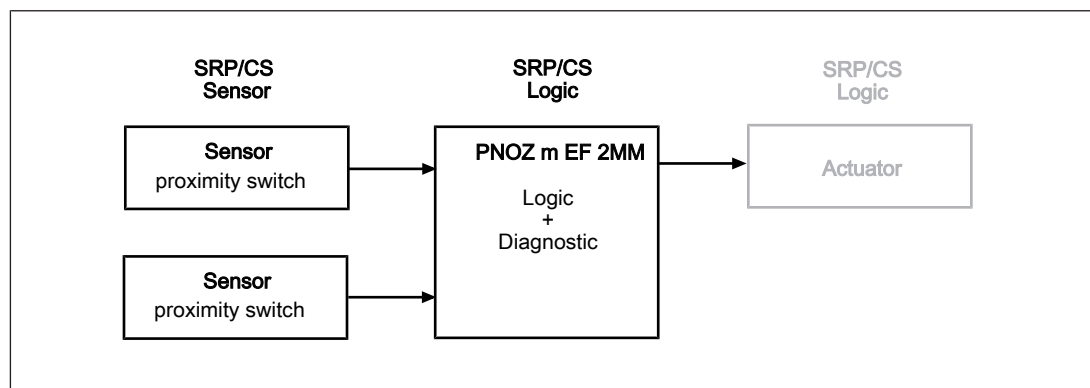 SRP/CS
Sensor
SRP/CS
Logic
SRP/CS
Logic
Sensor
proximity switch
PNOZ m EF 2MM
Logic
+
Diagnostic
Actuator
Sensor
proximity switch